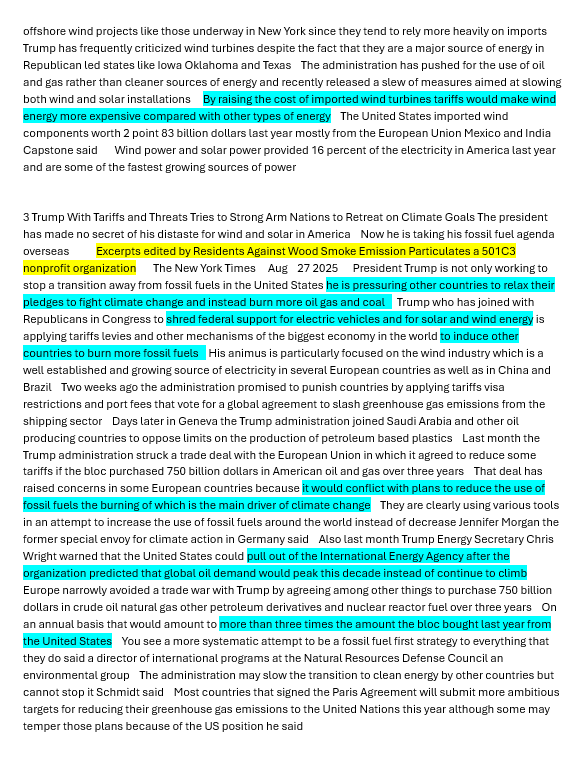 offshore wind projects like those underway in New York since they tend to rely more heavily on imports
Trump has frequently criticized wind turbines despite the fact that they are a major source of energy in
Republican led states like Iowa Oklahoma and Texas   The administration has pushed for the use of oil
and gas rather than cleaner sources of energy and recently released a slew of measures aimed at slowing
both wind and solar installations    By raising the cost of imported wind turbines tariffs would make wind
energy more expensive compared with other types of energy   The United States imported wind
components worth 2 point 83 billion dollars last year mostly from the European Union Mexico and India
Capstone said     Wind power and solar power provided 16 percent of the electricity in America last year
and are some of the fastest growing sources of power
3 Trump With Tariffs and Threats Tries to Strong Arm Nations to Retreat on Climate Goals The president
has made no secret of his distaste for wind and solar in America   Now he is taking his fossil fuel agenda
overseas        Excerpts edited by Residents Against Wood Smoke Emission Particulates a 501C3
nonprofit organization     The New York Times    Aug   27 2025     President Trump is not only working to
stop a transition away from fossil fuels in the United States he is pressuring other countries to relax their
pledges to fight climate change and instead burn more oil gas and coal   Trump who has joined with
Republicans in Congress to shred federal support for electric vehicles and for solar and wind energy is
applying tariffs levies and other mechanisms of the biggest economy in the world to induce other
countries to burn more fossil fuels   His animus is particularly focused on the wind industry which is a
well established and growing source of electricity in several European countries as well as in China and
Brazil   Two weeks ago the administration promised to punish countries by applying tariffs visa
restrictions and port fees that vote for a global agreement to slash greenhouse gas emissions from the
shipping sector   Days later in Geneva the Trump administration joined Saudi Arabia and other oil
producing countries to oppose limits on the production of petroleum based plastics   Last month the
Trump administration struck a trade deal with the European Union in which it agreed to reduce some
tariffs if the bloc purchased 750 billion dollars in American oil and gas over three years   That deal has
raised concerns in some European countries because it would conflict with plans to reduce the use of
fossil fuels the burning of which is the main driver of climate change   They are clearly using various tools
in an attempt to increase the use of fossil fuels around the world instead of decrease Jennifer Morgan the
former special envoy for climate action in Germany said   Also last month Trump Energy Secretary Chris
Wright warned that the United States could pull out of the International Energy Agency after the
organization predicted that global oil demand would peak this decade instead of continue to climb
Europe narrowly avoided a trade war with Trump by agreeing among other things to purchase 750 billion
dollars in crude oil natural gas other petroleum derivatives and nuclear reactor fuel over three years   On
an annual basis that would amount to more than three times the amount the bloc bought last year from
the United States   You see a more systematic attempt to be a fossil fuel first strategy to everything that
they do said a director of international programs at the Natural Resources Defense Council an
environmental group   The administration may slow the transition to clean energy by other countries but
cannot stop it Schmidt said   Most countries that signed the Paris Agreement will submit more ambitious
targets for reducing their greenhouse gas emissions to the United Nations this year although some may
temper those plans because of the US position he said